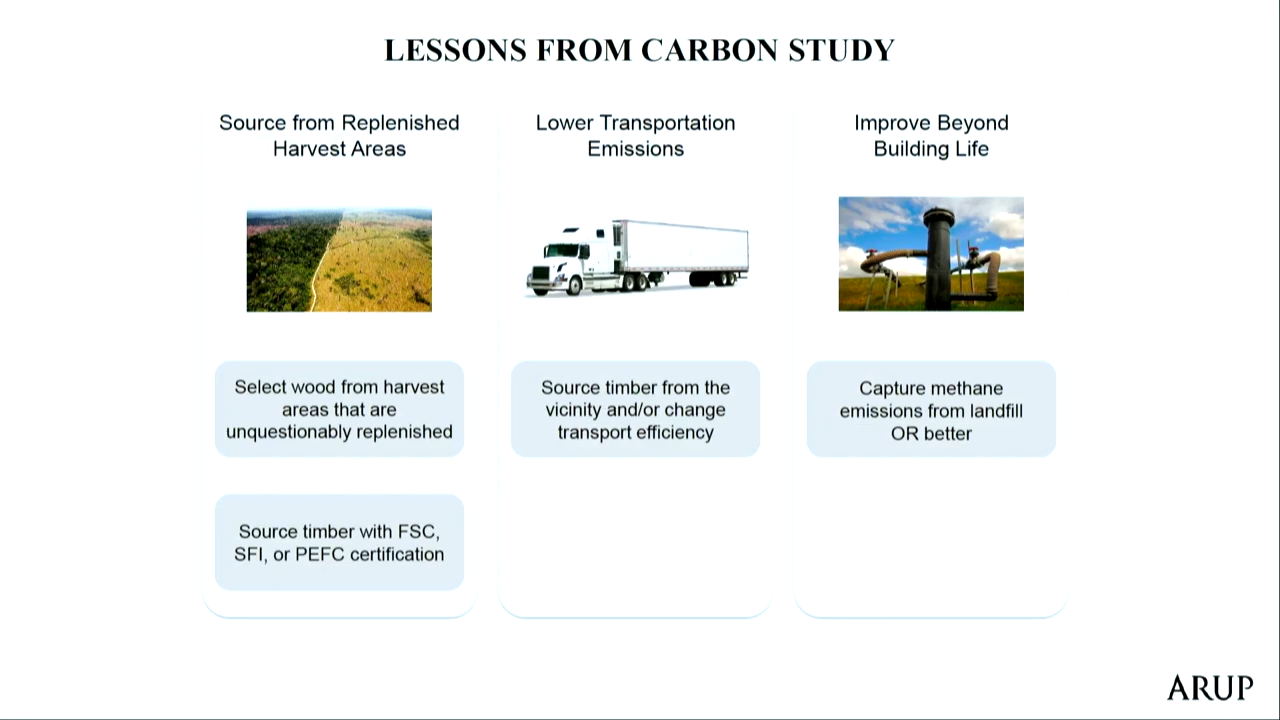 LESSONS FROM CARBON STUDY
Source from Replenished
Harvest Areas
Select wood from harvest
areas that are
unquestionably replenished
Source timber with FSC,
SFI, or PEFC certification
Lower Transportation
Emissions
Source timber from the
vicinity and/or change
transport efficiency
Improve Beyond
Building Life
Capture methane
emissions from landfill
OR better
ARUP